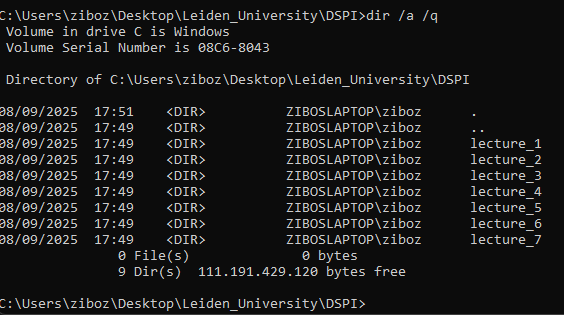 C:\Users\ziboz\Desktop\Leiden_University\DSPI>dir /a /q
Volume in drive C is Windows
Volume Serial Number is 08C6-8043
Directory of C:\Users\ziboz\Desktop\Leiden_University\DSPI
08/09/2025 17:51 <DIR> ZIBOSLAPTOP\ziboz .
08/09/2025 17:49 <DIR> ZIBOSLAPTOP\ziboz ..
08/09/2025 17:49 <DIR> ZIBOSLAPTOP\ziboz lecture_1
08/09/2025 17:49 <DIR> ZIBOSLAPTOP\ziboz lecture_2
08/09/2025 17:49 <DIR> ZIBOSLAPTOP\ziboz lecture_3
08/09/2025 17:49 <DIR> ZIBOSLAPTOP\ziboz lecture_4
08/09/2025 17:49 <DIR> ZIBOSLAPTOP\ziboz lecture_5
08/09/2025 17:49 <DIR> ZIBOSLAPTOP\ziboz lecture_6
08/09/2025 17:49 <DIR> ZIBOSLAPTOP\ziboz lecture_7
0 File(s) 0 bytes
9 Dir(s) 111.191.429.120 bytes free
C:\Users\ziboz\Desktop\Leiden_University\DSPI>